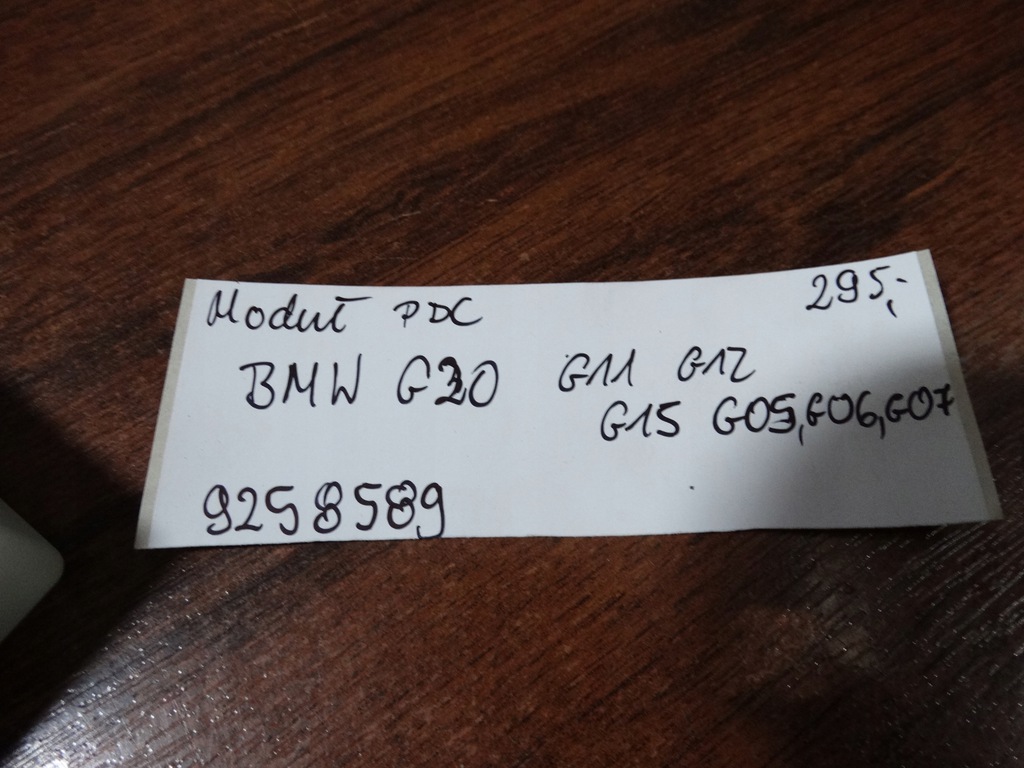 Moduł PDC 295,-
BMW G20 G11 G12
G15 G05, G06, G07
9258589